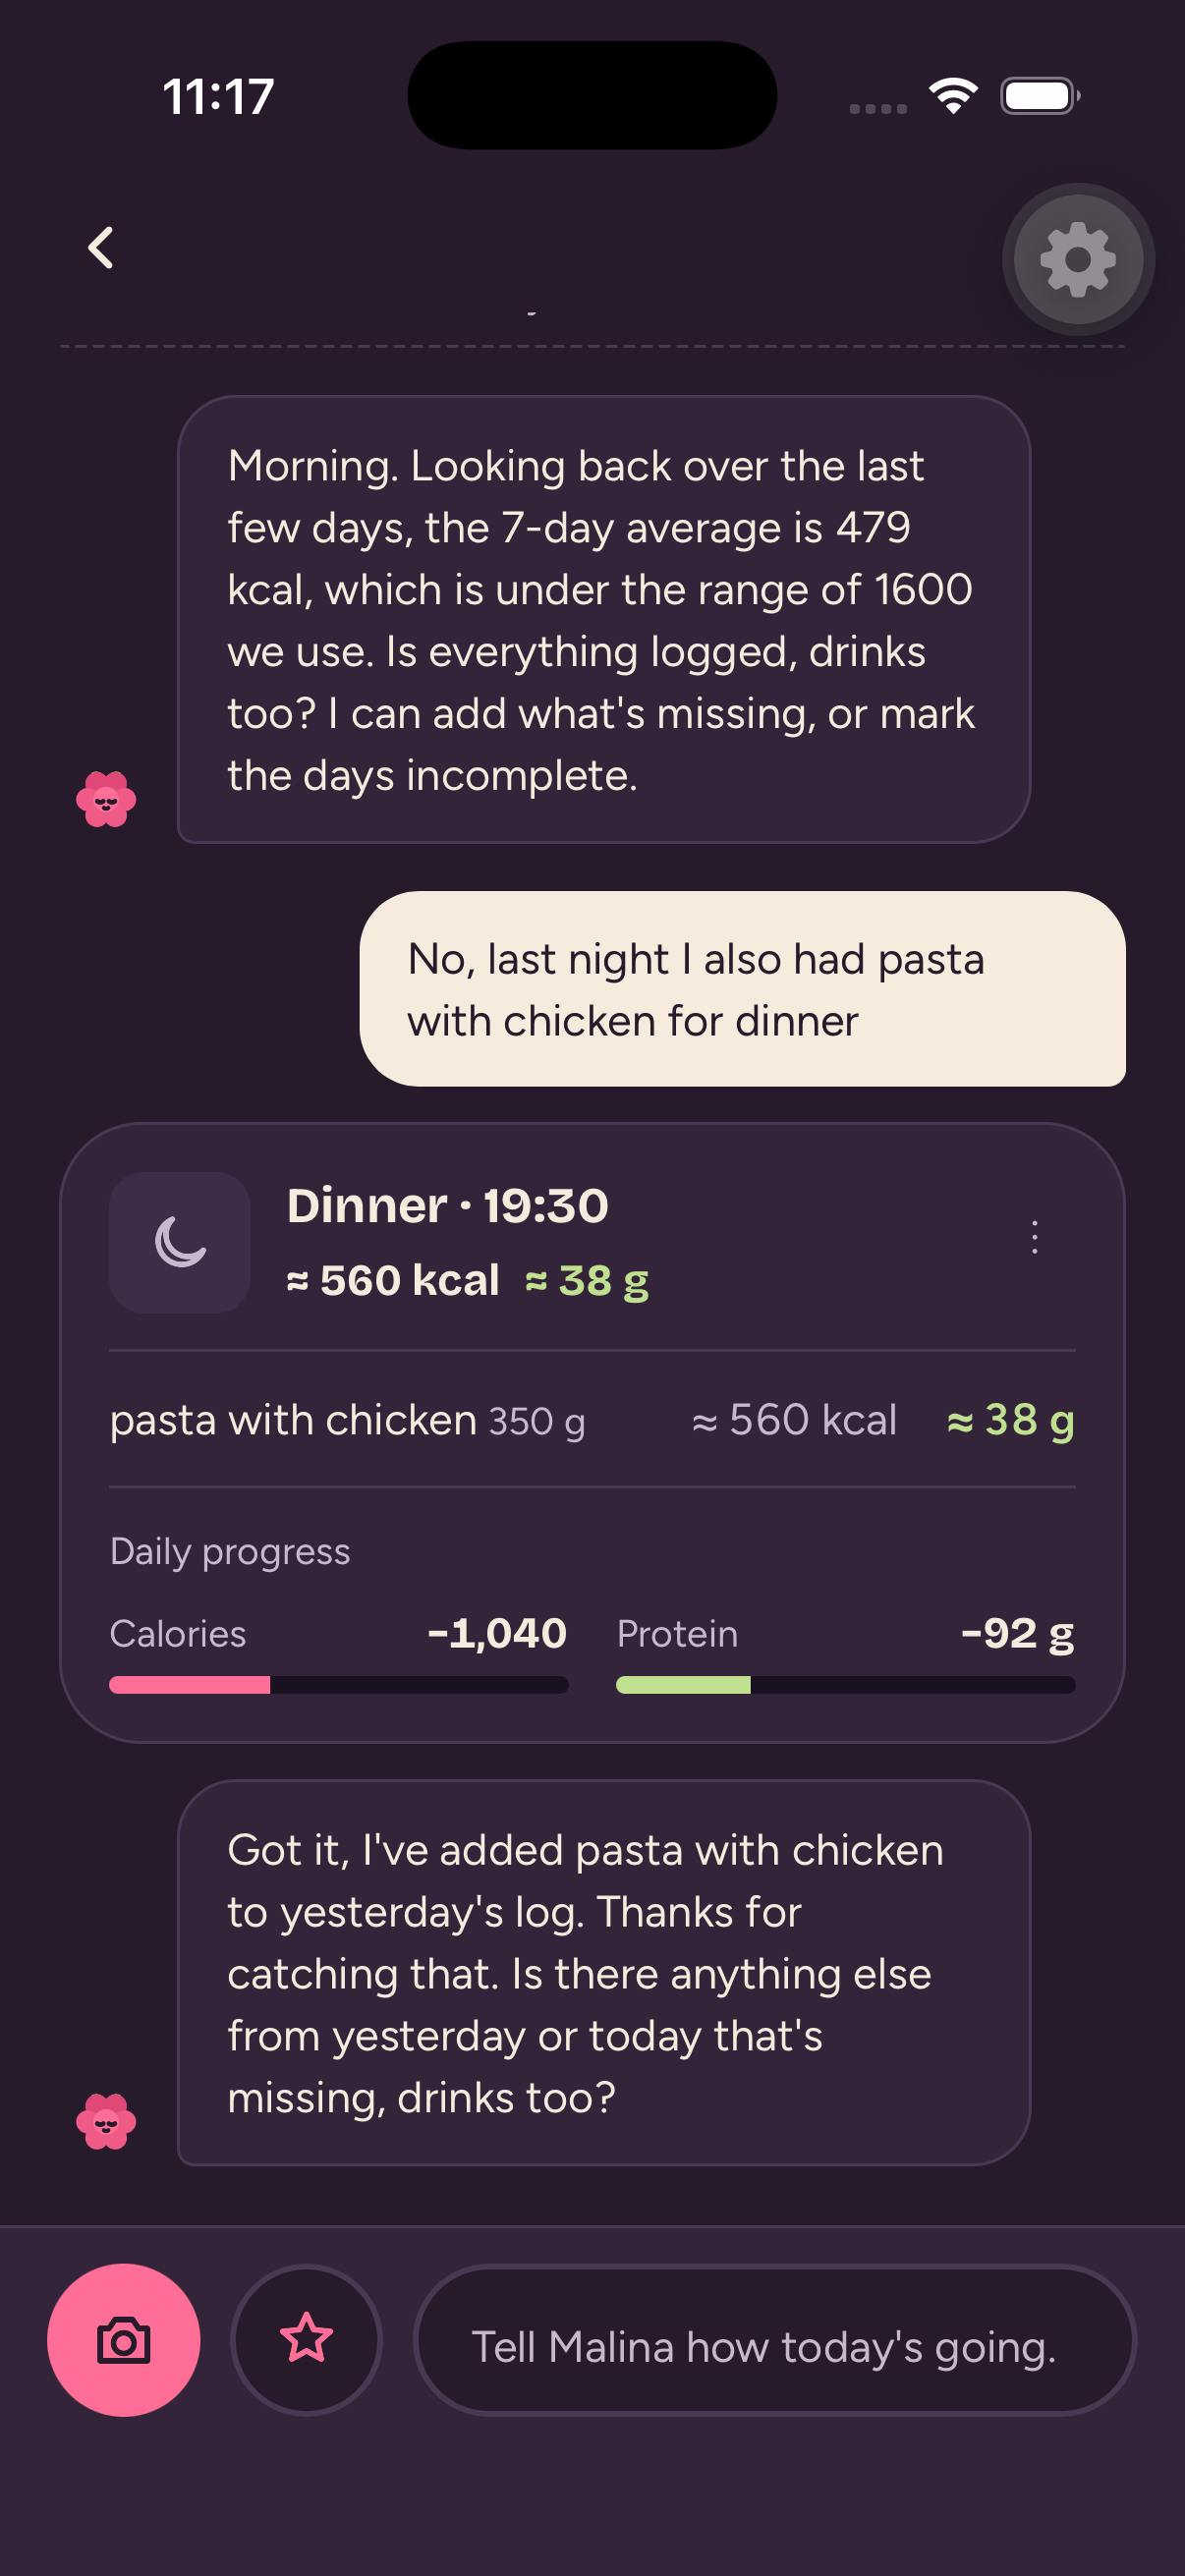 11:17
Morning. Looking back over the last
few days, the 7-day average is 479
kcal, which is under the range of 1600
we use. Is everything logged, drinks
too? I can add what's missing, or mark
the days incomplete.
No, last night I also had pasta
with chicken for dinner
Dinner · 19:30
≈ 560 kcal ≈ 38 g
pasta with chicken 350 g ≈ 560 kcal ≈ 38 g
Daily progress
Calories −1,040 Protein −92 g
Got it, I've added pasta with chicken
to yesterday's log. Thanks for
catching that. Is there anything else
from yesterday or today that's
missing, drinks too?
Tell Malina how today's going.